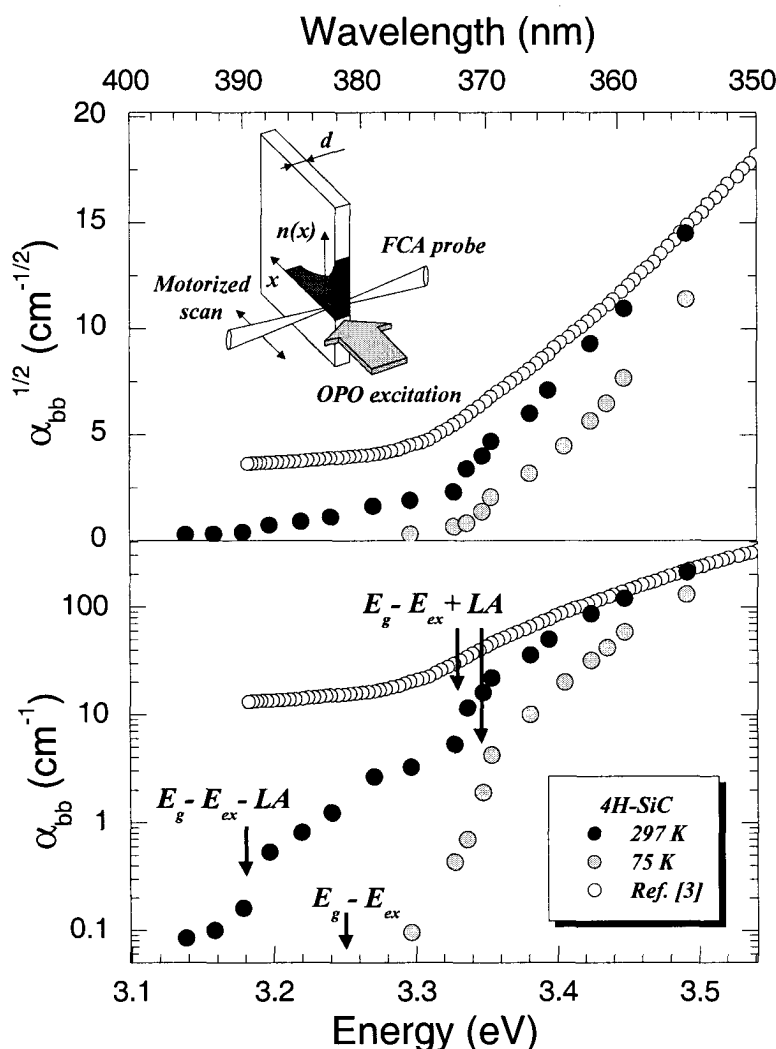 Wavelength (nm)
400 390 380 370 360 350
20
15
10
5
0
α_bb^1/2 (cm^-1/2)
d
n(x)
x
FCA probe
Motorized
scan
OPO excitation
100
10
1
0.1
α_bb (cm^-1)
E_g - E_ex + LA
E_g - E_ex - LA
E_g - E_ex
4H-SiC
297 K
75 K
Ref. [3]
3.1 3.2 3.3 3.4 3.5
Energy (eV)